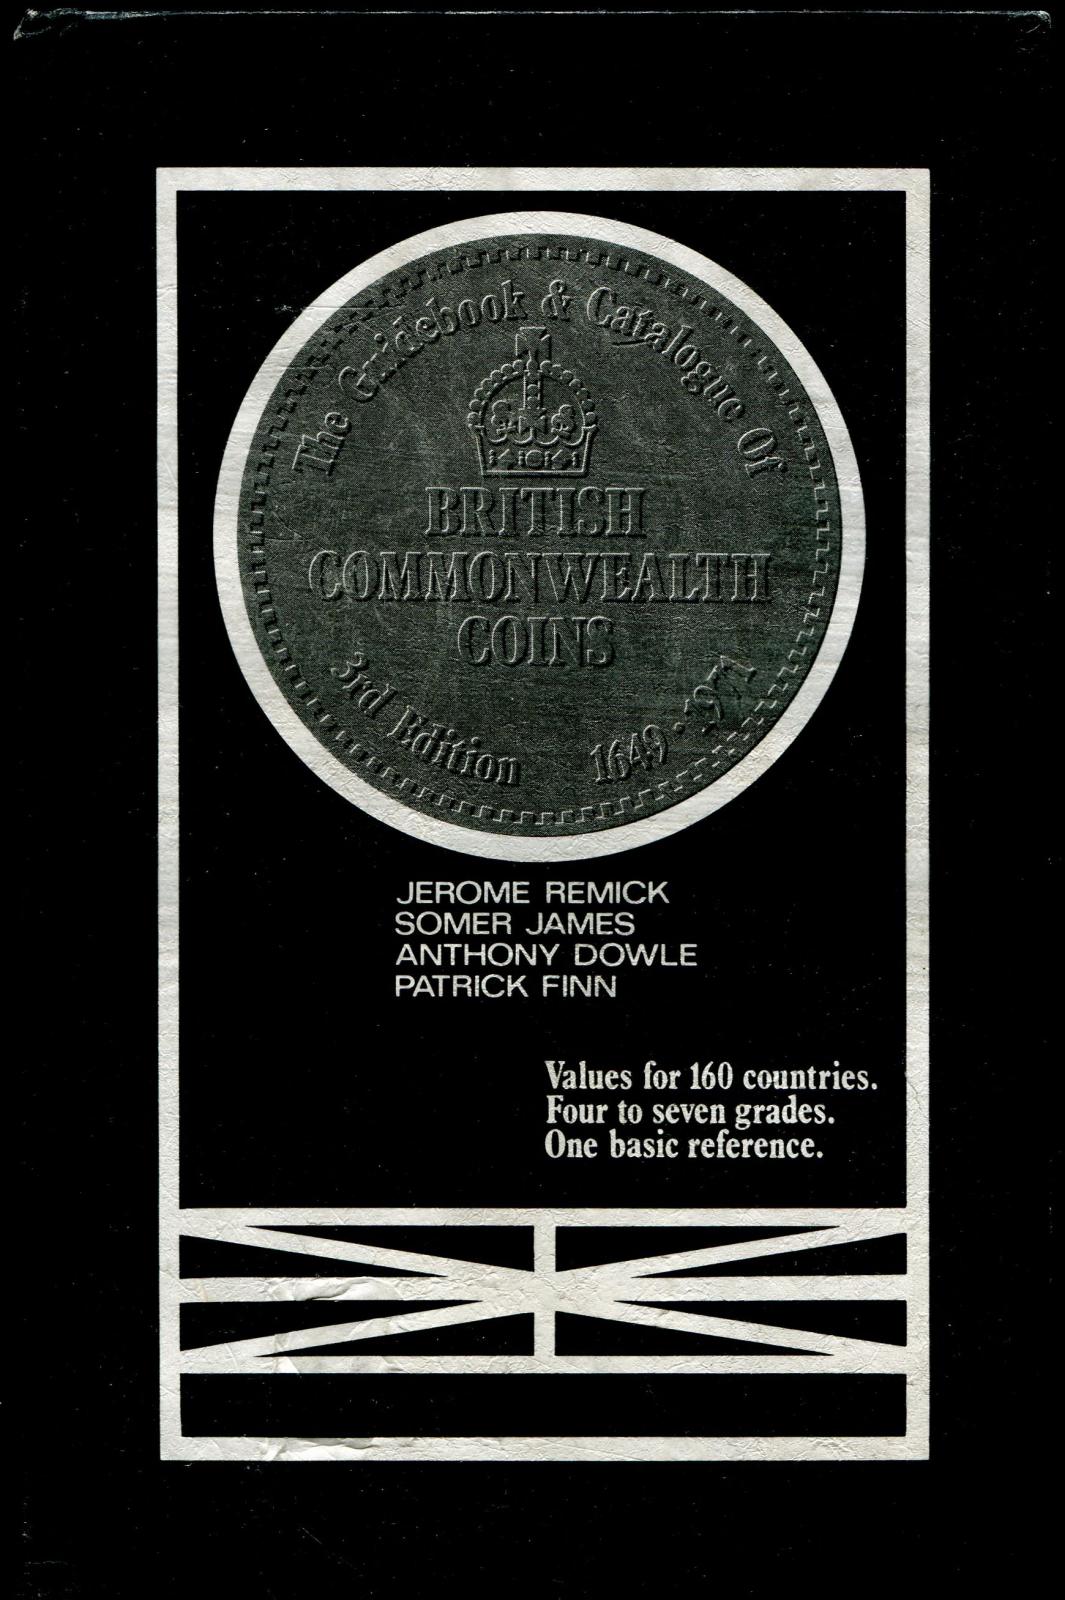 The Guidebook & Catalogue Of
BRITISH
COMMONWEALTH
COINS
3rd Edition 1649 · 1971
JEROME REMICK
SOMER JAMES
ANTHONY DOWLE
PATRICK FINN
Values for 160 countries.
Four to seven grades.
One basic reference.